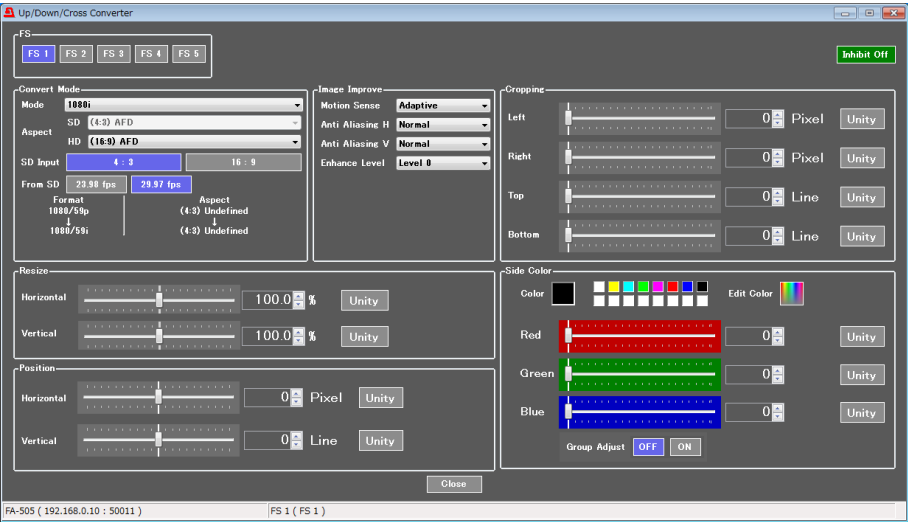 Up/Down/Cross Converter
FS
FS 1 FS 2 FS 3 FS 4 FS 5
Inhibit Off
Convert Mode
Mode 1080i
Aspect
SD (4:3) AFD
HD (16:9) AFD
SD Input 4 : 3 16 : 9
From SD 23.98 fps 29.97 fps
Format Aspect
1080/59p (4:3) Undefined
↓ ↓
1080/59i (4:3) Undefined
Image Improve
Motion Sense Adaptive
Anti Aliasing H Normal
Anti Aliasing V Normal
Enhance Level Level 0
Cropping
Left 0 Pixel Unity
Right 0 Pixel Unity
Top 0 Line Unity
Bottom 0 Line Unity
Resize
Horizontal 100.0 % Unity
Vertical 100.0 % Unity
Position
Horizontal 0 Pixel Unity
Vertical 0 Line Unity
Side Color
Color Edit Color
Red 0 Unity
Green 0 Unity
Blue 0 Unity
Group Adjust OFF ON
Close
FA-505 ( 192.168.0.10 : 50011 ) FS 1 ( FS 1 )